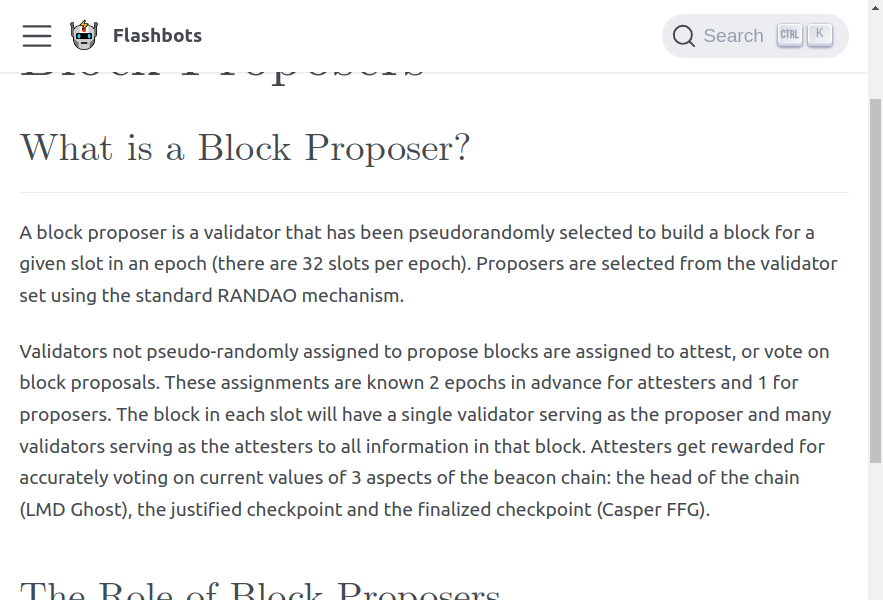 Flashbots
Search CTRL K
Block Proposers
What is a Block Proposer?
A block proposer is a validator that has been pseudorandomly selected to build a block for a
given slot in an epoch (there are 32 slots per epoch). Proposers are selected from the validator
set using the standard RANDAO mechanism.
Validators not pseudo-randomly assigned to propose blocks are assigned to attest, or vote on
block proposals. These assignments are known 2 epochs in advance for attesters and 1 for
proposers. The block in each slot will have a single validator serving as the proposer and many
validators serving as the attesters to all information in that block. Attesters get rewarded for
accurately voting on current values of 3 aspects of the beacon chain: the head of the chain
(LMD Ghost), the justified checkpoint and the finalized checkpoint (Casper FFG).
The Role of Block Proposers